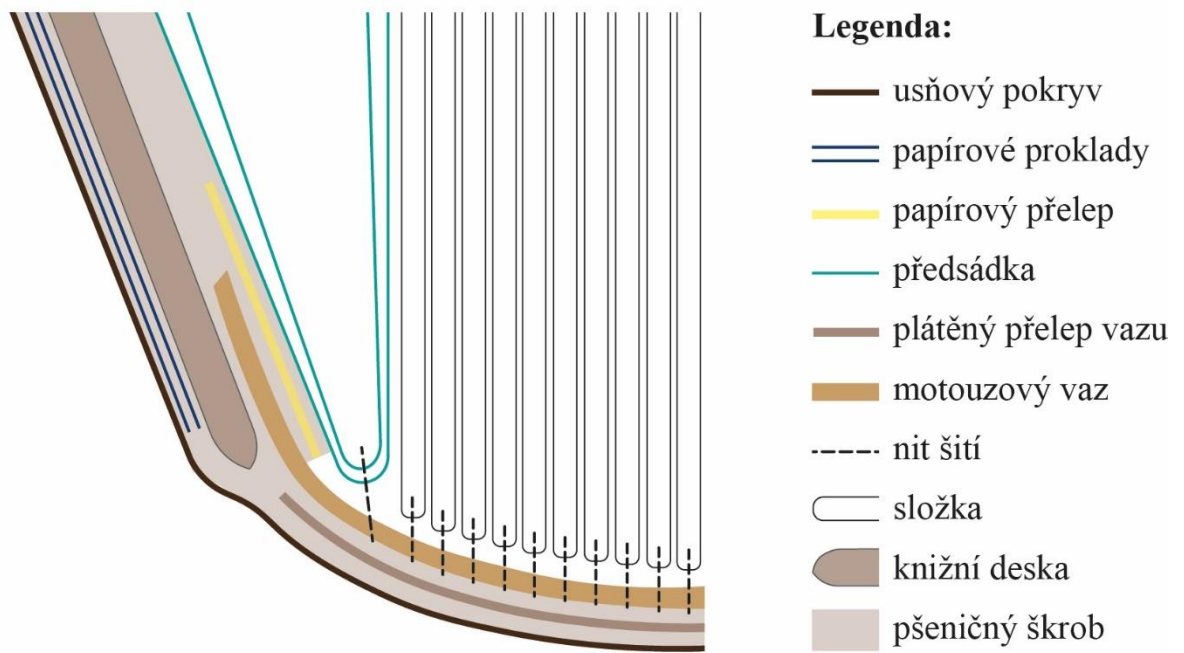 Legenda:
usňový pokryv
papírové proklady
papírový přelep
předsádka
plátěný přelep vazu
motouzový vaz
nit šití
složka
knižní deska
pšeničný škrob